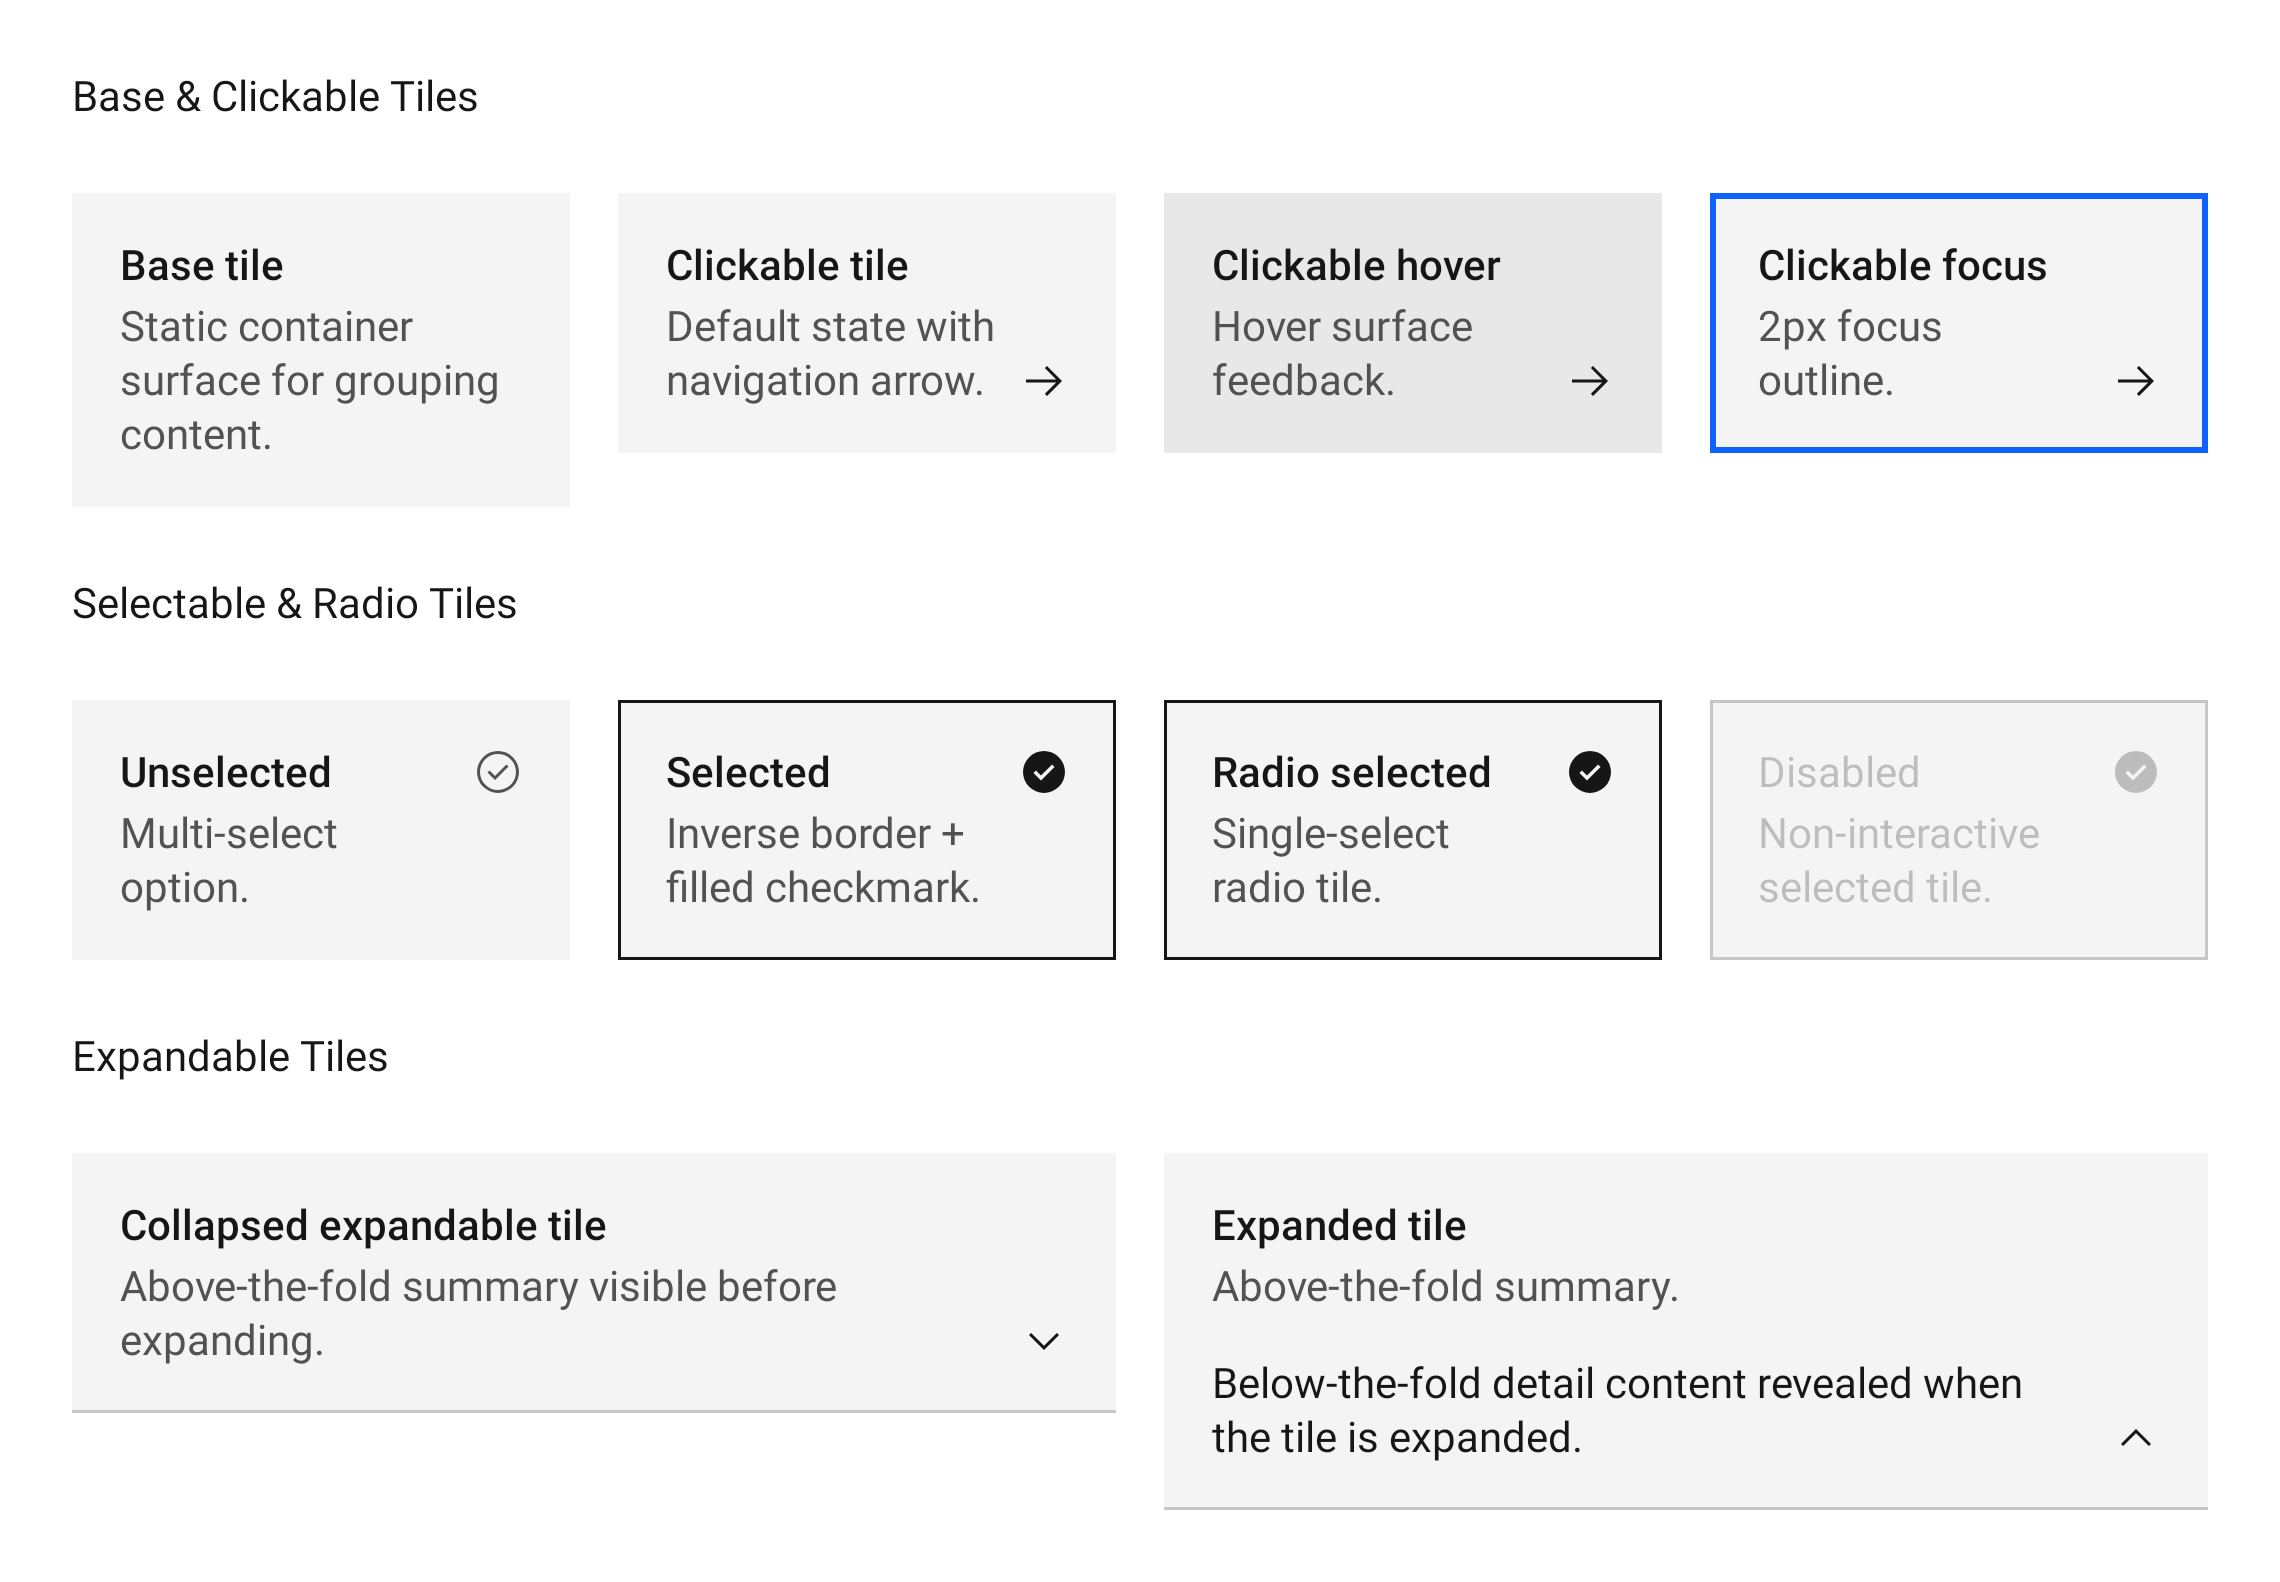 Base & Clickable Tiles
Base tile
Static container
surface for grouping
content.
Clickable tile
Default state with
navigation arrow.
Clickable hover
Hover surface
feedback.
Clickable focus
2px focus
outline.
Selectable & Radio Tiles
Unselected
Multi-select
option.
Selected
Inverse border +
filled checkmark.
Radio selected
Single-select
radio tile.
Disabled
Non-interactive
selected tile.
Expandable Tiles
Collapsed expandable tile
Above-the-fold summary visible before
expanding.
Expanded tile
Above-the-fold summary.
Below-the-fold detail content revealed when
the tile is expanded.